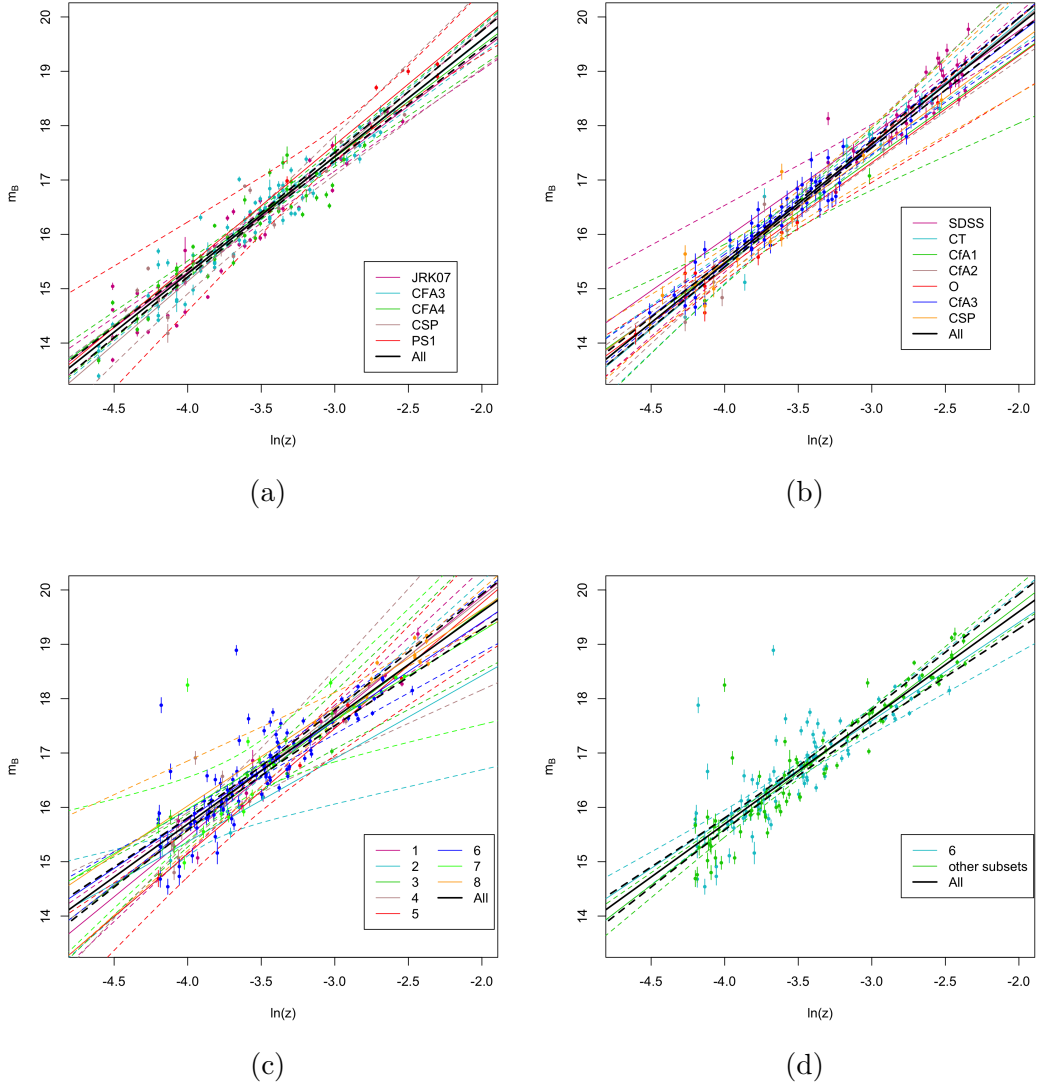 20
19
18
17
16
15
14
m_B
-4.5 -4.0 -3.5 -3.0 -2.5 -2.0
ln(z)
JRK07
CFA3
CFA4
CSP
PS1
All
(a)
20
19
18
17
16
15
14
m_B
-4.5 -4.0 -3.5 -3.0 -2.5 -2.0
ln(z)
SDSS
CT
CfA1
CfA2
O
CfA3
CSP
All
(b)
20
19
18
17
16
15
14
m_B
-4.5 -4.0 -3.5 -3.0 -2.5 -2.0
ln(z)
1 6
2 7
3 8
4 All
5
(c)
20
19
18
17
16
15
14
m_B
-4.5 -4.0 -3.5 -3.0 -2.5 -2.0
ln(z)
6
other subsets
All
(d)